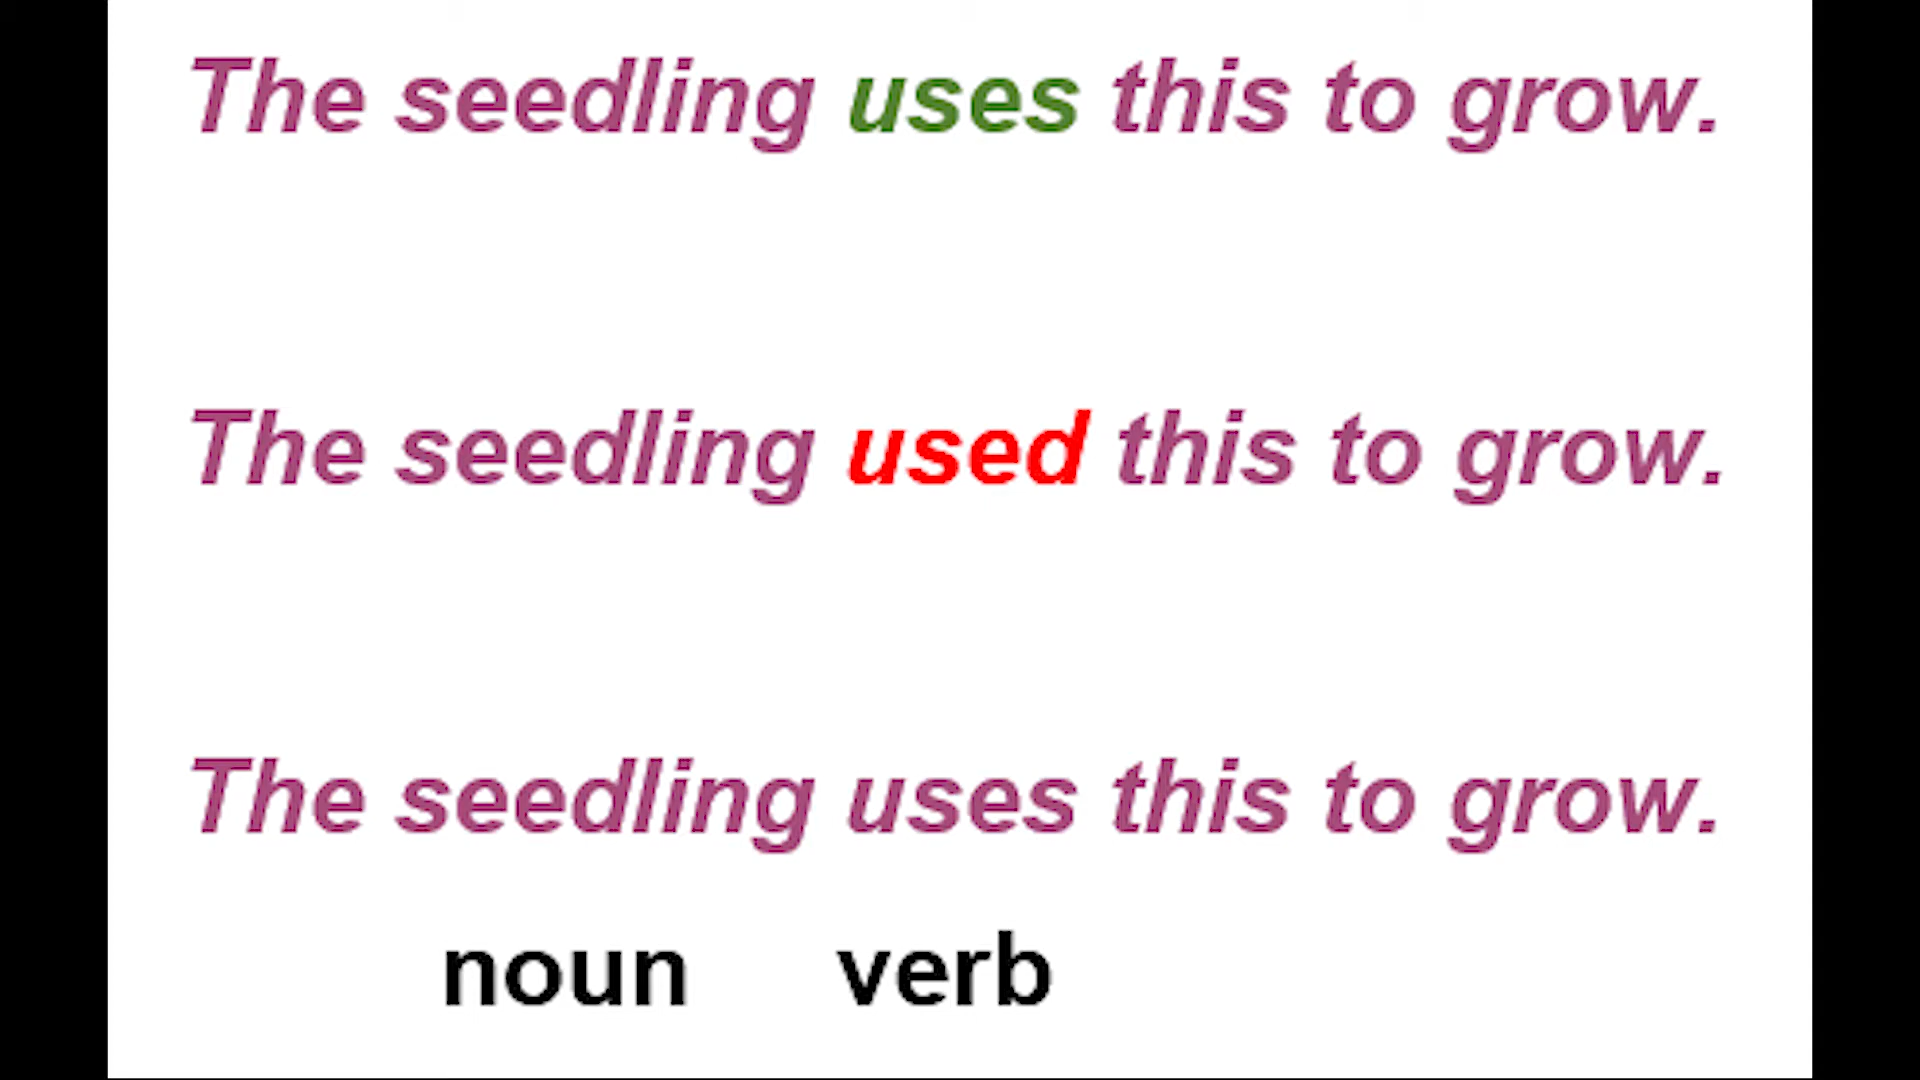 The seedling uses this to grow.
The seedling used this to grow.
The seedling uses this to grow.
noun verb